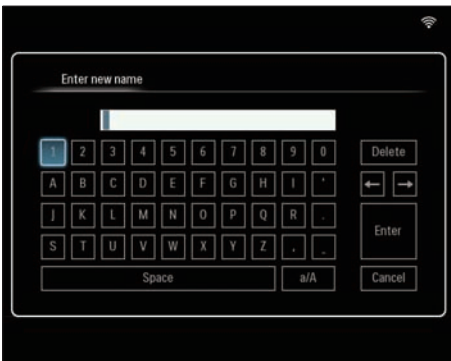 Enter new name
1 2 3 4 5 6 7 8 9 0 Delete
A B C D E F G H I ' ← →
J K L M N O P Q R . Enter
S T U V W X Y Z , _
Space a/A Cancel